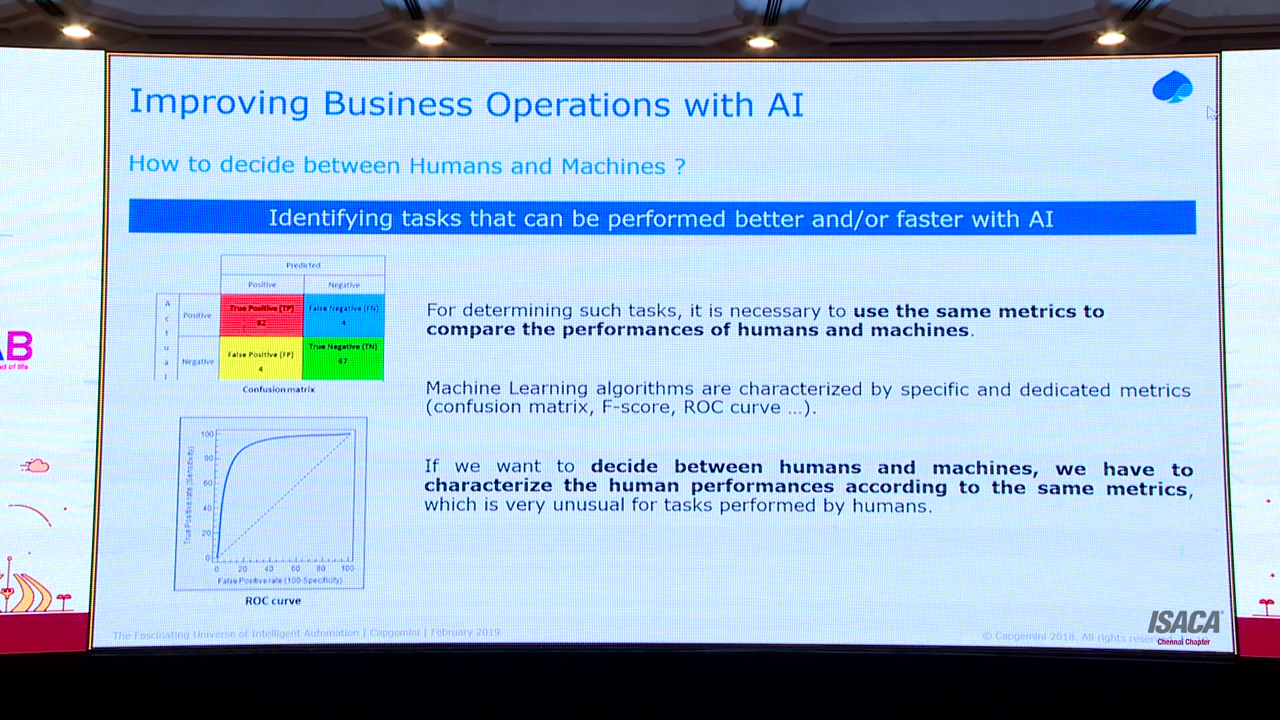 Improving Business Operations with AI
How to decide between Humans and Machines ?
Identifying tasks that can be performed better and/or faster with AI
Predicted
Positive
Negative
Actual
Positive
True Positive (TP)
82
False Negative (FN)
4
Negative
False Positive (FP)
4
True Negative (TN)
67
Confusion matrix
For determining such tasks, it is necessary to use the same metrics to
compare the performances of humans and machines.
Machine Learning algorithms are characterized by specific and dedicated metrics
(confusion matrix, F-score, ROC curve ...).
If we want to decide between humans and machines, we have to
characterize the human performances according to the same metrics,
which is very unusual for tasks performed by humans.
True Positive rate (Sensitivity)
100
80
60
40
20
0
0 20 40 60 80 100
False Positive rate (100-Specificity)
ROC curve
The Fascinating Universe of Intelligent Automation | Capgemini | February 2019
© Capgemini 2018. All rights
ISACA
Chennai Chapter
B